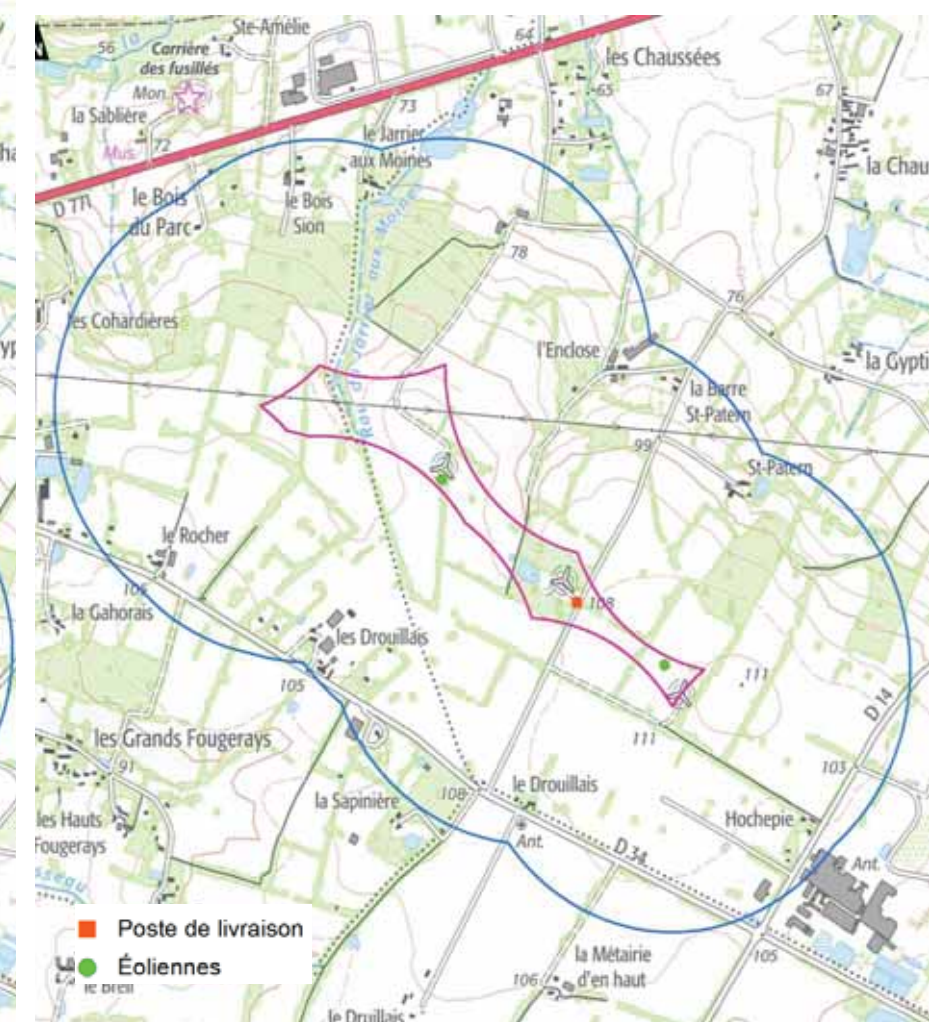 Ste-Amélie
64
56
Carrière
des fusillés
les Chaussées
Mon.
65
67
73
la Sablière
72
Mus.
le Jarrier
aux Moines
la Chau
D 771
le Bois
du Parc
le Bois
Sion
78
76
les Cohardières
l'Enclose
la Gypti
la Barre
St-Patern
99
St-Patern
le Rocher
106
108
la Gahorais
les Drouillais
105
111
D 14
111
les Grands Fougerays
91
103
la Sapinière
108
le Drouillais
Hochepie
les Hauts
Fougerays
Ant.
D 34
Ant.
Poste de livraison
Éoliennes
105
la Métairie
d'en haut
106
le Breil
le Druillais